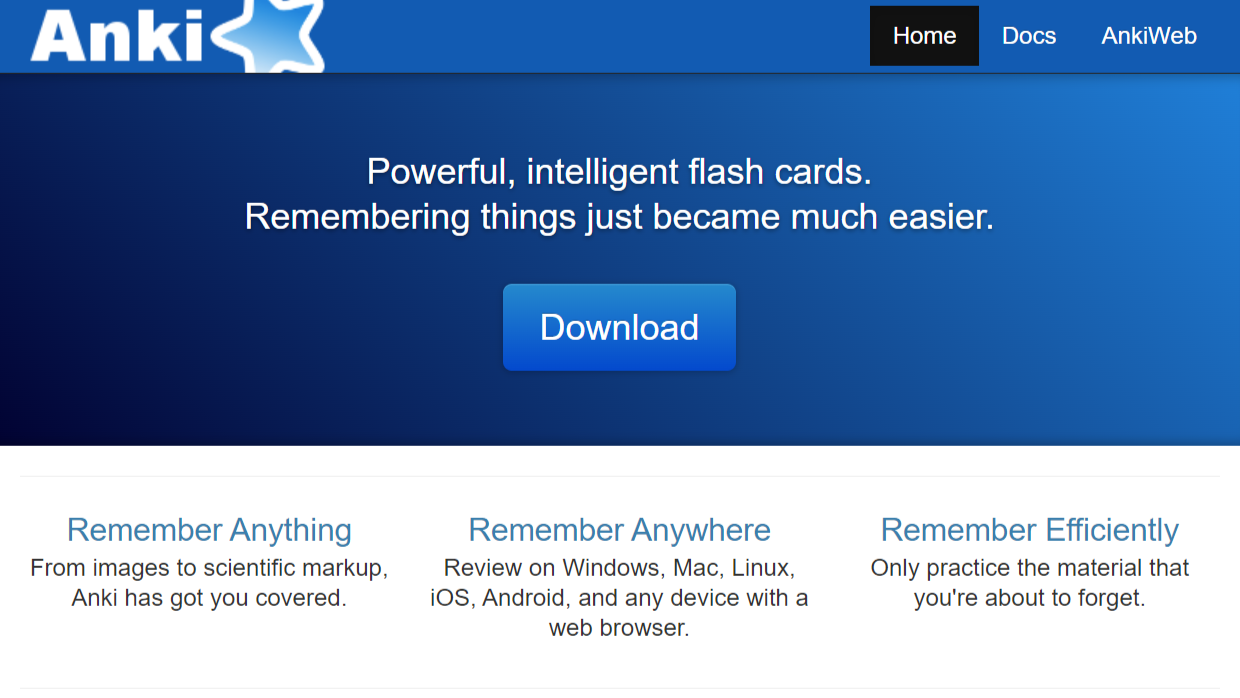 Anki
Home Docs AnkiWeb
Powerful, intelligent flash cards.
Remembering things just became much easier.
Download
Remember Anything
From images to scientific markup,
Anki has got you covered.
Remember Anywhere
Review on Windows, Mac, Linux,
iOS, Android, and any device with a
web browser.
Remember Efficiently
Only practice the material that
you're about to forget.